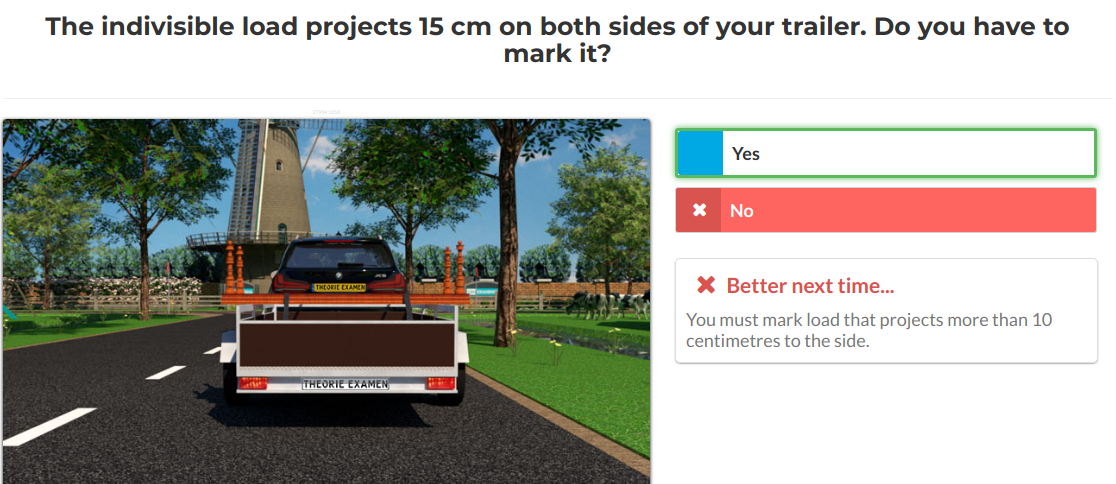 The indivisible load projects 15 cm on both sides of your trailer. Do you have to
mark it?
Yes
No
THEORIE EXAMEN
THEORIE EXAMEN
Better next time...
You must mark load that projects more than 10
centimetres to the side.